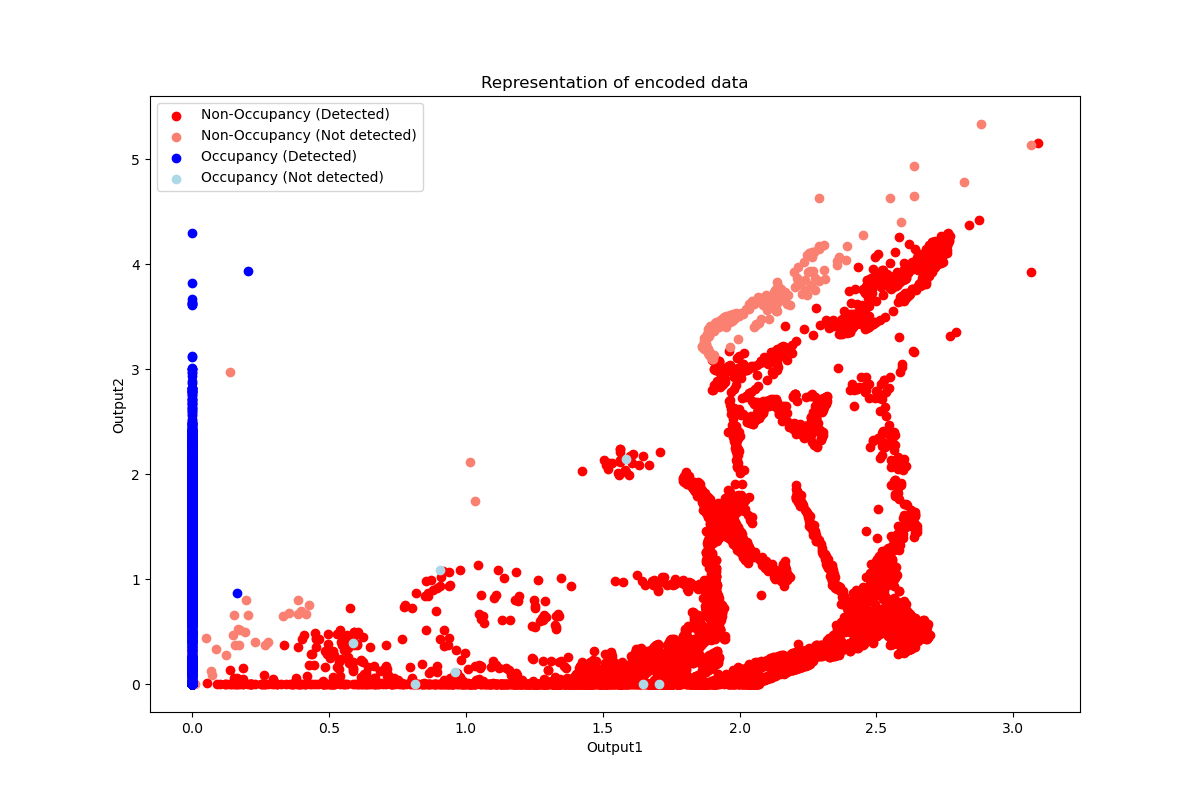 Representation of encoded data
Non-Occupancy (Detected)
Non-Occupancy (Not detected)
Occupancy (Detected)
Occupancy (Not detected)
5
4
3
2
1
0
Output2
0.0 0.5 1.0 1.5 2.0 2.5 3.0
Output1